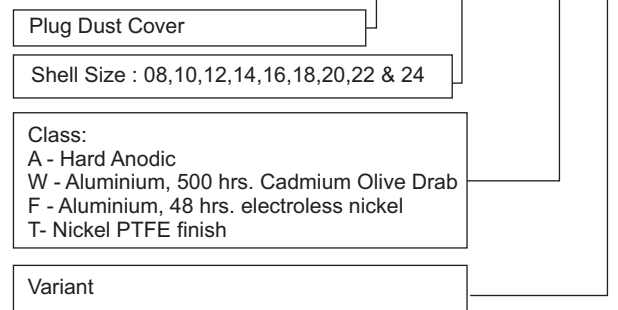 Plug Dust Cover
Shell Size : 08,10,12,14,16,18,20,22 & 24
Class:
A - Hard Anodic
W - Aluminium, 500 hrs. Cadmium Olive Drab
F - Aluminium, 48 hrs. electroless nickel
T- Nickel PTFE finish
Variant